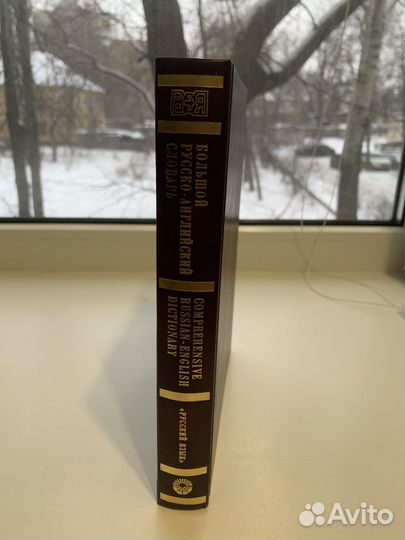 БОЛЬШОЙ
РУССКО-АНГЛИЙСКИЙ
СЛОВАРЬ
COMPREHENSIVE
RUSSIAN-ENGLISH
DICTIONARY
«РУССКИЙ ЯЗЫК»
Avito